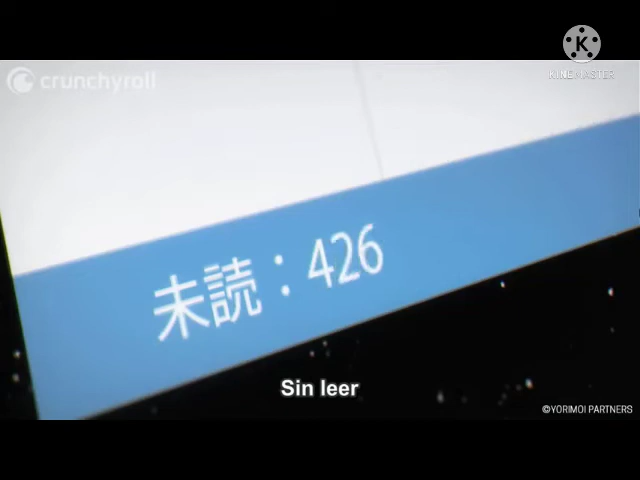 crunchyroll
KINEMASTER
未読：426
Sin leer
©YORIMOI PARTNERS